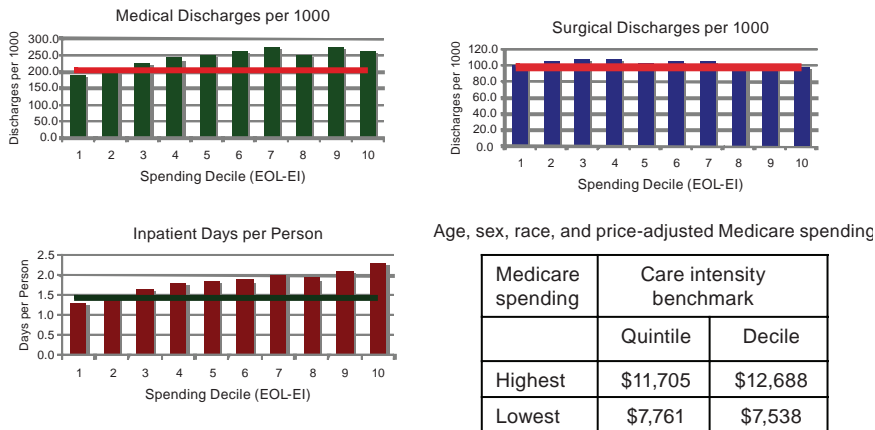 Medical Discharges per 1000
Discharges per 1000
300.0
250.0
200.0
150.0
100.0
50.0
0.0
1 2 3 4 5 6 7 8 9 10
Spending Decile (EOL-EI)
Surgical Discharges per 1000
Discharges per 1000
120.0
100.0
80.0
60.0
40.0
20.0
0.0
1 2 3 4 5 6 7 8 9 10
Spending Decile (EOL-EI)
Inpatient Days per Person
Days per Person
2.5
2.0
1.5
1.0
0.5
0.0
1 2 3 4 5 6 7 8 9 10
Spending Decile (EOL-EI)
Age, sex, race, and price-adjusted Medicare spending
Medicare spending Care intensity benchmark
Quintile Decile
Highest $11,705 $12,688
Lowest $7,761 $7,538